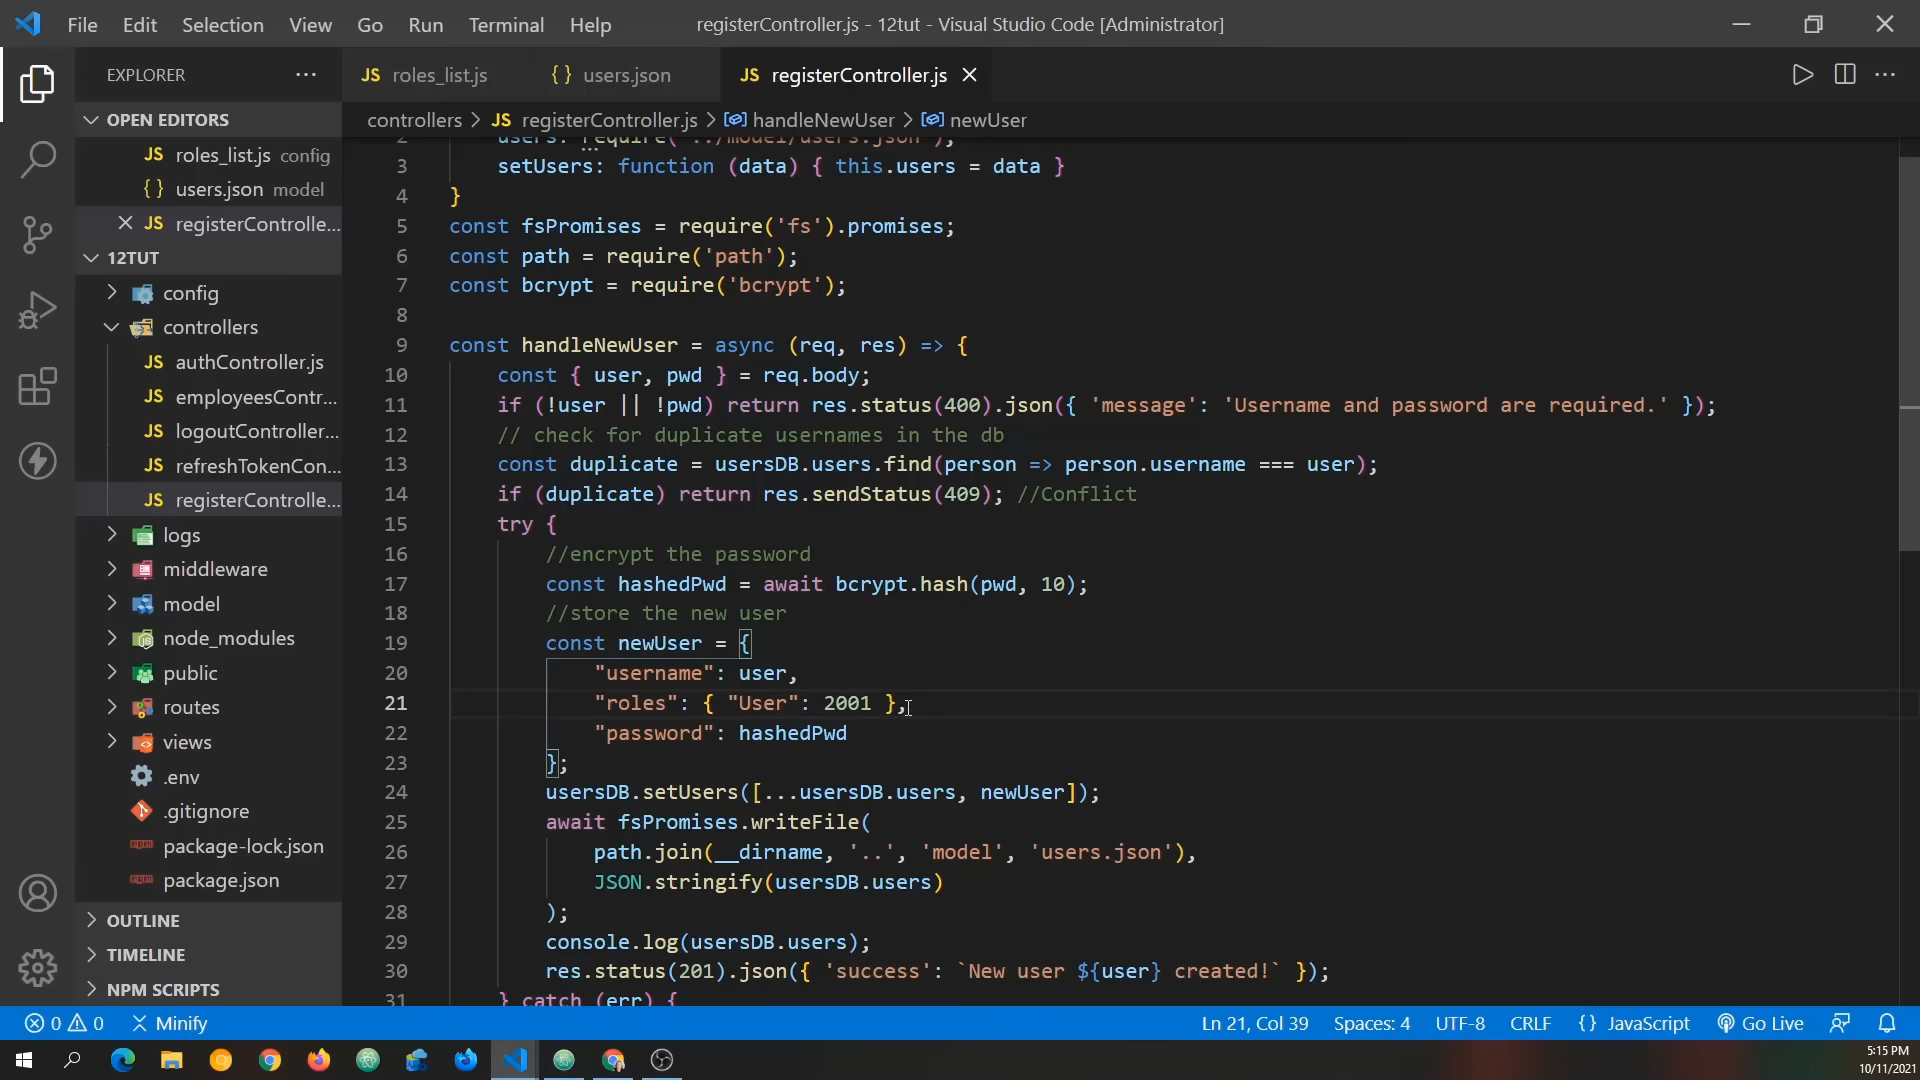 File Edit Selection View Go Run Terminal Help
registerController.js - 12tut - Visual Studio Code [Administrator]
EXPLORER
JS roles_list.js
{ } users.json
JS registerController.js
OPEN EDITORS
JS roles_list.js config
{ } users.json model
JS registerControlle...
12TUT
config
controllers
JS authController.js
JS employeesContr...
JS logoutController...
JS refreshTokenCon...
JS registerControlle...
logs
middleware
model
node_modules
public
routes
views
.env
.gitignore
package-lock.json
package.json
OUTLINE
TIMELINE
NPM SCRIPTS
controllers > JS registerController.js > handleNewUser > newUser
2 users: require('../model/users.json'),
3 setUsers: function (data) { this.users = data }
4 }
5 const fsPromises = require('fs').promises;
6 const path = require('path');
7 const bcrypt = require('bcrypt');
8
9 const handleNewUser = async (req, res) => {
10 const { user, pwd } = req.body;
11 if (!user || !pwd) return res.status(400).json({ 'message': 'Username and password are required.' });
12 // check for duplicate usernames in the db
13 const duplicate = usersDB.users.find(person => person.username === user);
14 if (duplicate) return res.sendStatus(409); //Conflict
15 try {
16 //encrypt the password
17 const hashedPwd = await bcrypt.hash(pwd, 10);
18 //store the new user
19 const newUser = {
20 "username": user,
21 "roles": { "User": 2001 },
22 "password": hashedPwd
23 };
24 usersDB.setUsers([...usersDB.users, newUser]);
25 await fsPromises.writeFile(
26 path.join(__dirname, '..', 'model', 'users.json'),
27 JSON.stringify(usersDB.users)
28 );
29 console.log(usersDB.users);
30 res.status(201).json({ 'success': `New user ${user} created!` });
31 } catch (err) {
0 0 Minify
Ln 21, Col 39 Spaces: 4 UTF-8 CRLF { } JavaScript Go Live
5:15 PM
10/11/2021